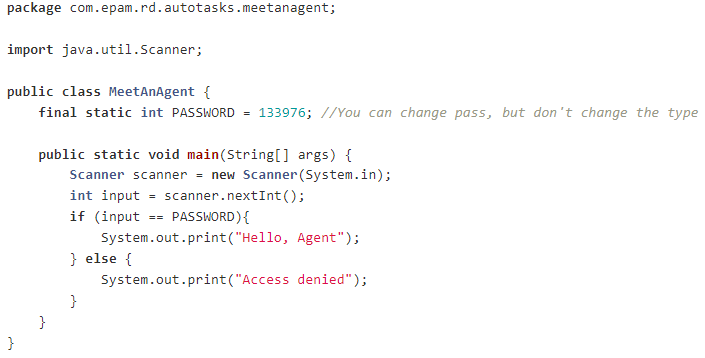 package com.epam.rd.autotasks.meetanagent;
import java.util.Scanner;
public class MeetAnAgent {
    final static int PASSWORD = 133976; //You can change pass, but don't change the type
    public static void main(String[] args) {
        Scanner scanner = new Scanner(System.in);
        int input = scanner.nextInt();
        if (input == PASSWORD){
            System.out.print("Hello, Agent");
        } else {
            System.out.print("Access denied");
        }
    }
}